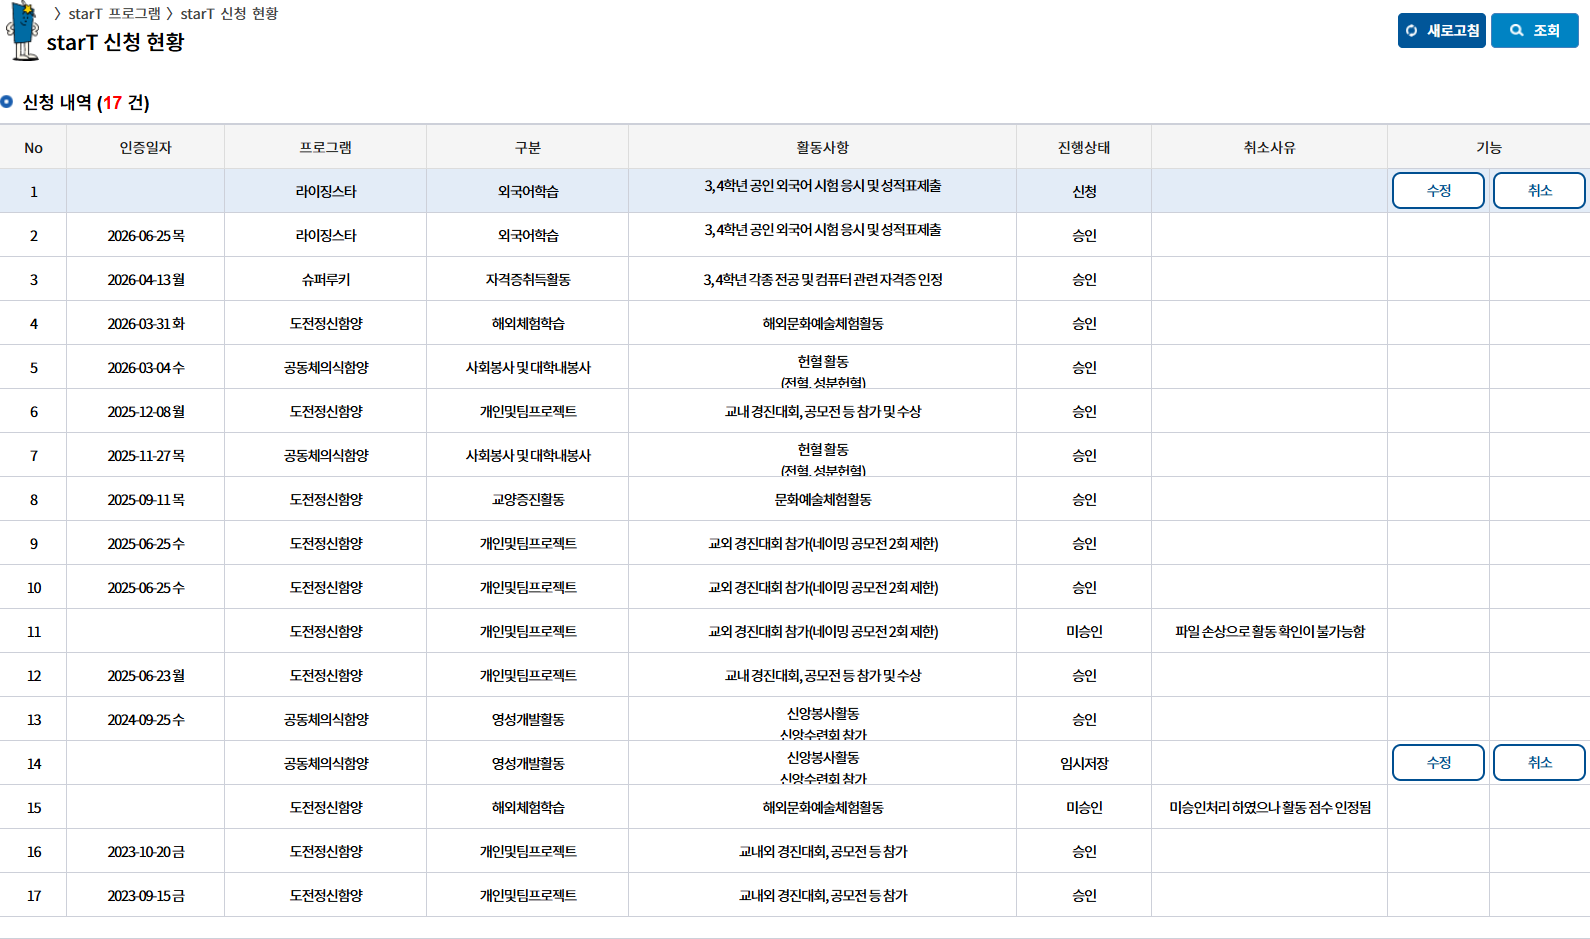 〉 starT 프로그램 〉 starT 신청 현황
starT 신청 현황
새로고침 조회
신청 내역 (17 건)
No 인증일자 프로그램 구분 활동사항 진행상태 취소사유 기능
1 라이징스타 외국어학습 3, 4학년 공인 외국어 시험 응시 및 성적표제출 신청 수정 취소
2 2026-06-25 목 라이징스타 외국어학습 3, 4학년 공인 외국어 시험 응시 및 성적표제출 승인
3 2026-04-13 월 슈퍼루키 자격증취득활동 3, 4학년 각종 전공 및 컴퓨터 관련 자격증 인정 승인
4 2026-03-31 화 도전정신함양 해외체험학습 해외문화예술체험활동 승인
5 2026-03-04 수 공동체의식함양 사회봉사 및 대학내봉사 헌혈 활동 승인
(전혈, 성분헌혈)
6 2025-12-08 월 도전정신함양 개인및팀프로젝트 교내 경진대회, 공모전 등 참가 및 수상 승인
7 2025-11-27 목 공동체의식함양 사회봉사 및 대학내봉사 헌혈 활동 승인
(전혈, 성분헌혈)
8 2025-09-11 목 도전정신함양 교양증진활동 문화예술체험활동 승인
9 2025-06-25 수 도전정신함양 개인및팀프로젝트 교외 경진대회 참가(네이밍 공모전 2회 제한) 승인
10 2025-06-25 수 도전정신함양 개인및팀프로젝트 교외 경진대회 참가(네이밍 공모전 2회 제한) 승인
11 도전정신함양 개인및팀프로젝트 교외 경진대회 참가(네이밍 공모전 2회 제한) 미승인 파일 손상으로 활동 확인이 불가능함
12 2025-06-23 월 도전정신함양 개인및팀프로젝트 교내 경진대회, 공모전 등 참가 및 수상 승인
13 2024-09-25 수 공동체의식함양 영성개발활동 신앙봉사활동 승인
신앙수련회 참가
14 공동체의식함양 영성개발활동 신앙봉사활동 임시저장 수정 취소
신앙수련회 참가
15 도전정신함양 해외체험학습 해외문화예술체험활동 미승인 미승인처리 하였으나 활동 점수 인정됨
16 2023-10-20 금 도전정신함양 개인및팀프로젝트 교내외 경진대회, 공모전 등 참가 승인
17 2023-09-15 금 도전정신함양 개인및팀프로젝트 교내외 경진대회, 공모전 등 참가 승인